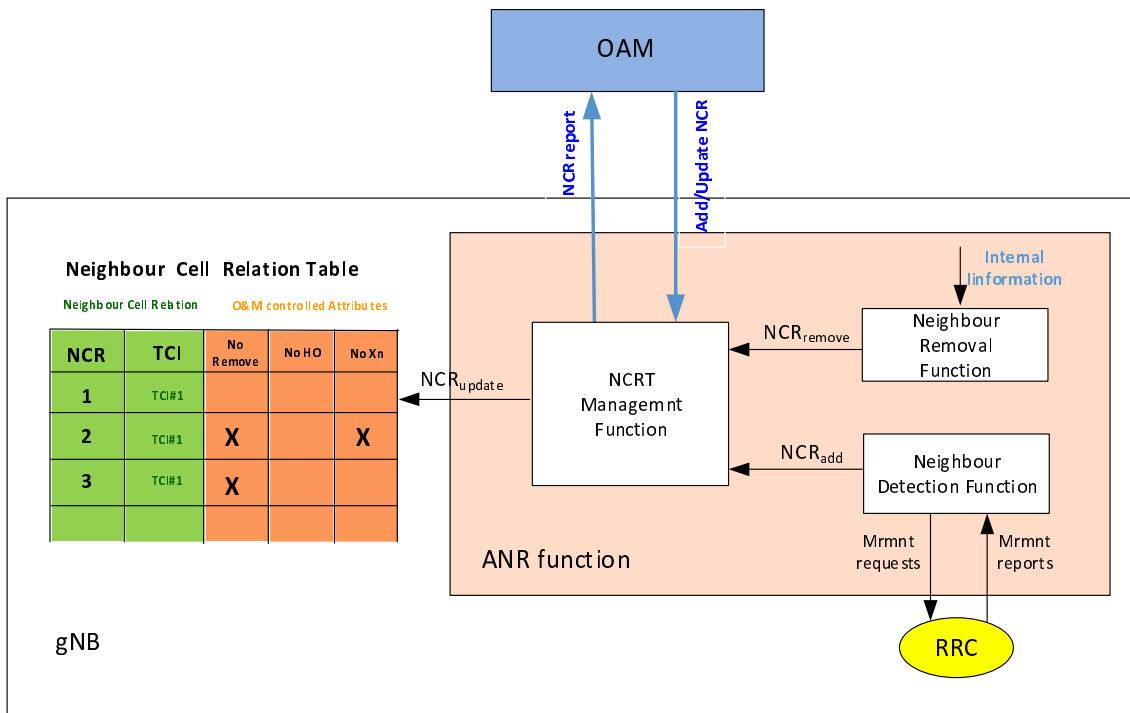 OAM
NCR report
Add/Update NCR
Neighbour Cell Relation Table
Neighbour Cell Relation
O&M controlled Attributes
NCR
TCI
No
Remove
No HO
No Xn
1
TCI#1
2
TCI#1
X
X
3
TCI#1
X
NCRupdate
NCRT
Managemnt
Function
NCRremove
NCRadd
Internal
Iinformation
Neighbour
Removal
Function
Neighbour
Detection Function
Mrmnt
requests
Mrmnt
reports
ANR function
RRC
gNB